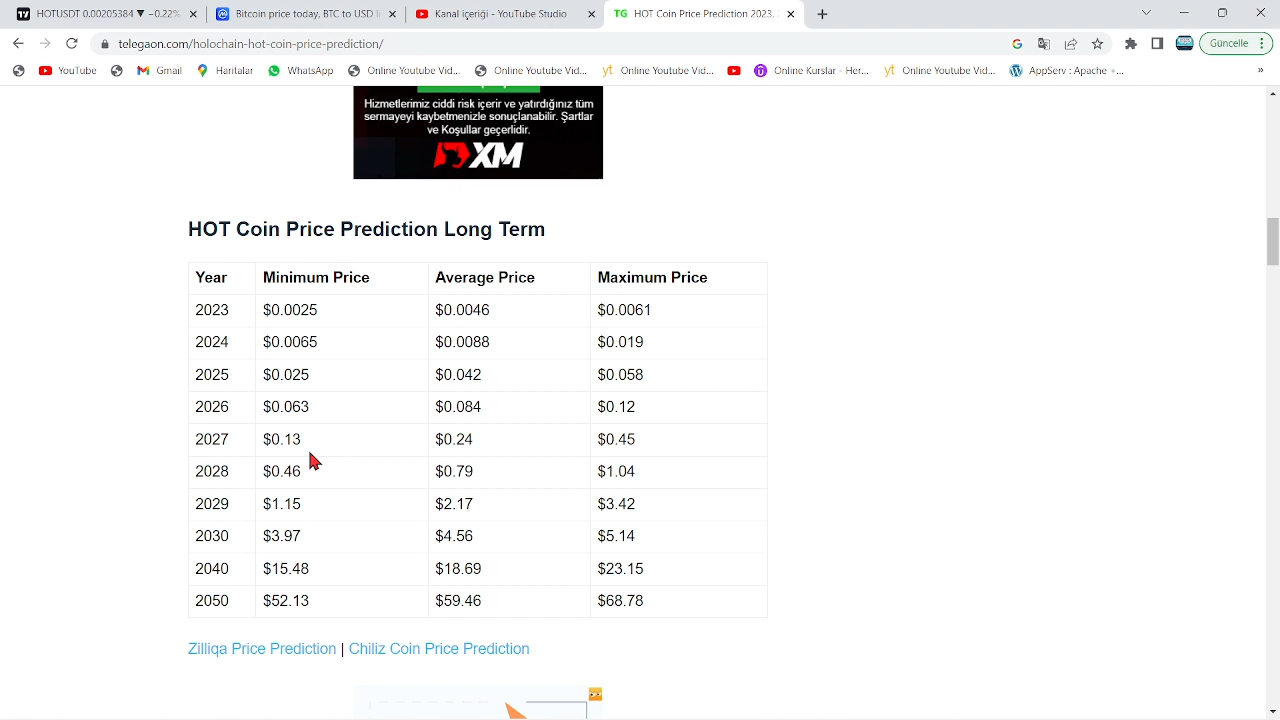 HOTUSDT 0.00205384 ▼ −0.22%
Bitcoin price today, BTC to USD l
Kanal İçeriği - YouTube Studio
TG HOT Coin Price Prediction 2023,
telegaon.com/holochain-hot-coin-price-prediction/
Güncelle
YouTube
Gmail
Haritalar
WhatsApp
Online Youtube Vid...
Online Youtube Vid...
yt Online Youtube Vid...
Online Kurslar - Her...
yt Online Youtube Vid...
AppServ : Apache +...
»
Hizmetlerimiz ciddi risk içerir ve yatırdığınız tüm
sermayeyi kaybetmenizle sonuçlanabilir. Şartlar
ve Koşullar geçerlidir.
XM
HOT Coin Price Prediction Long Term
Year Minimum Price Average Price Maximum Price
2023 $0.0025 $0.0046 $0.0061
2024 $0.0065 $0.0088 $0.019
2025 $0.025 $0.042 $0.058
2026 $0.063 $0.084 $0.12
2027 $0.13 $0.24 $0.45
2028 $0.46 $0.79 $1.04
2029 $1.15 $2.17 $3.42
2030 $3.97 $4.56 $5.14
2040 $15.48 $18.69 $23.15
2050 $52.13 $59.46 $68.78
Zilliqa Price Prediction | Chiliz Coin Price Prediction